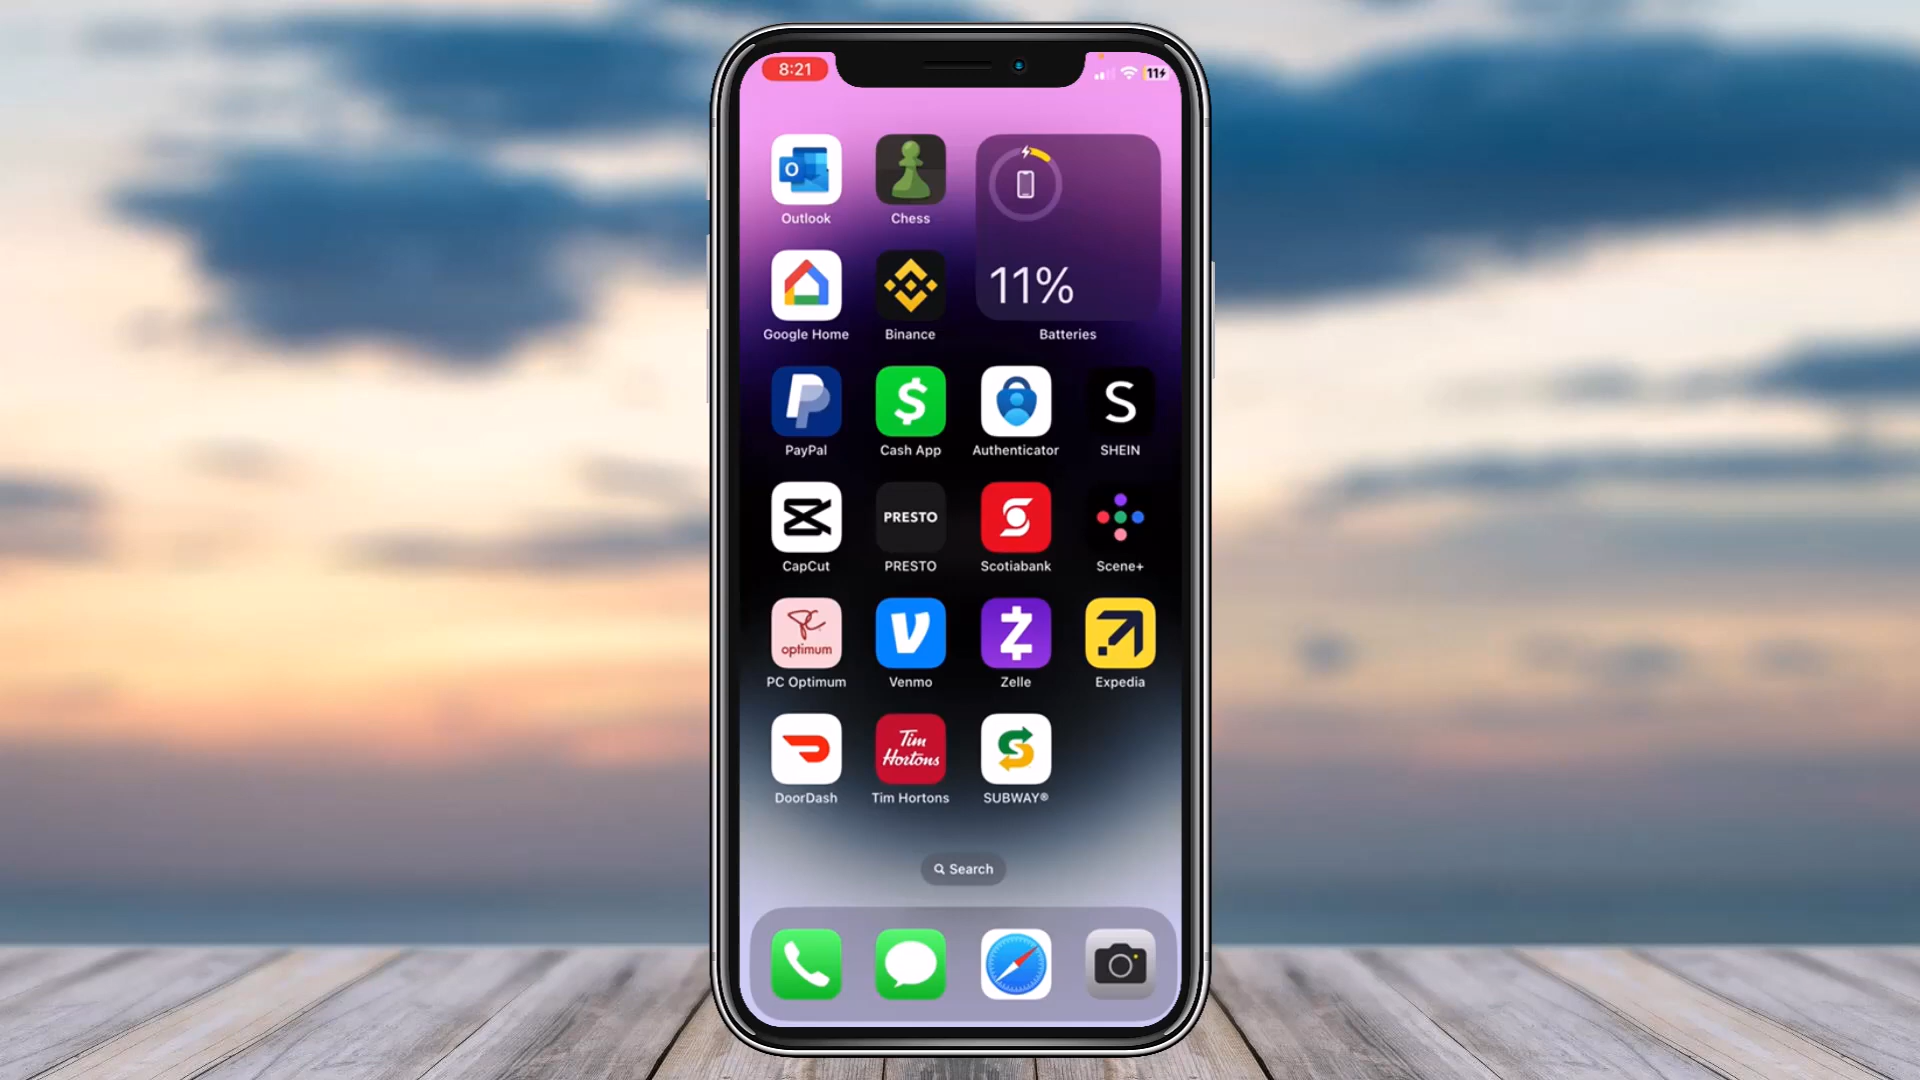 8:21
11
Outlook
Chess
11%
Google Home
Binance
Batteries
PayPal
Cash App
Authenticator
S
SHEIN
PRESTO
CapCut
PRESTO
Scotiabank
Scene+
PC
optimum
PC Optimum
Venmo
Zelle
Expedia
Tim
Hortons
DoorDash
Tim Hortons
SUBWAY®
Search